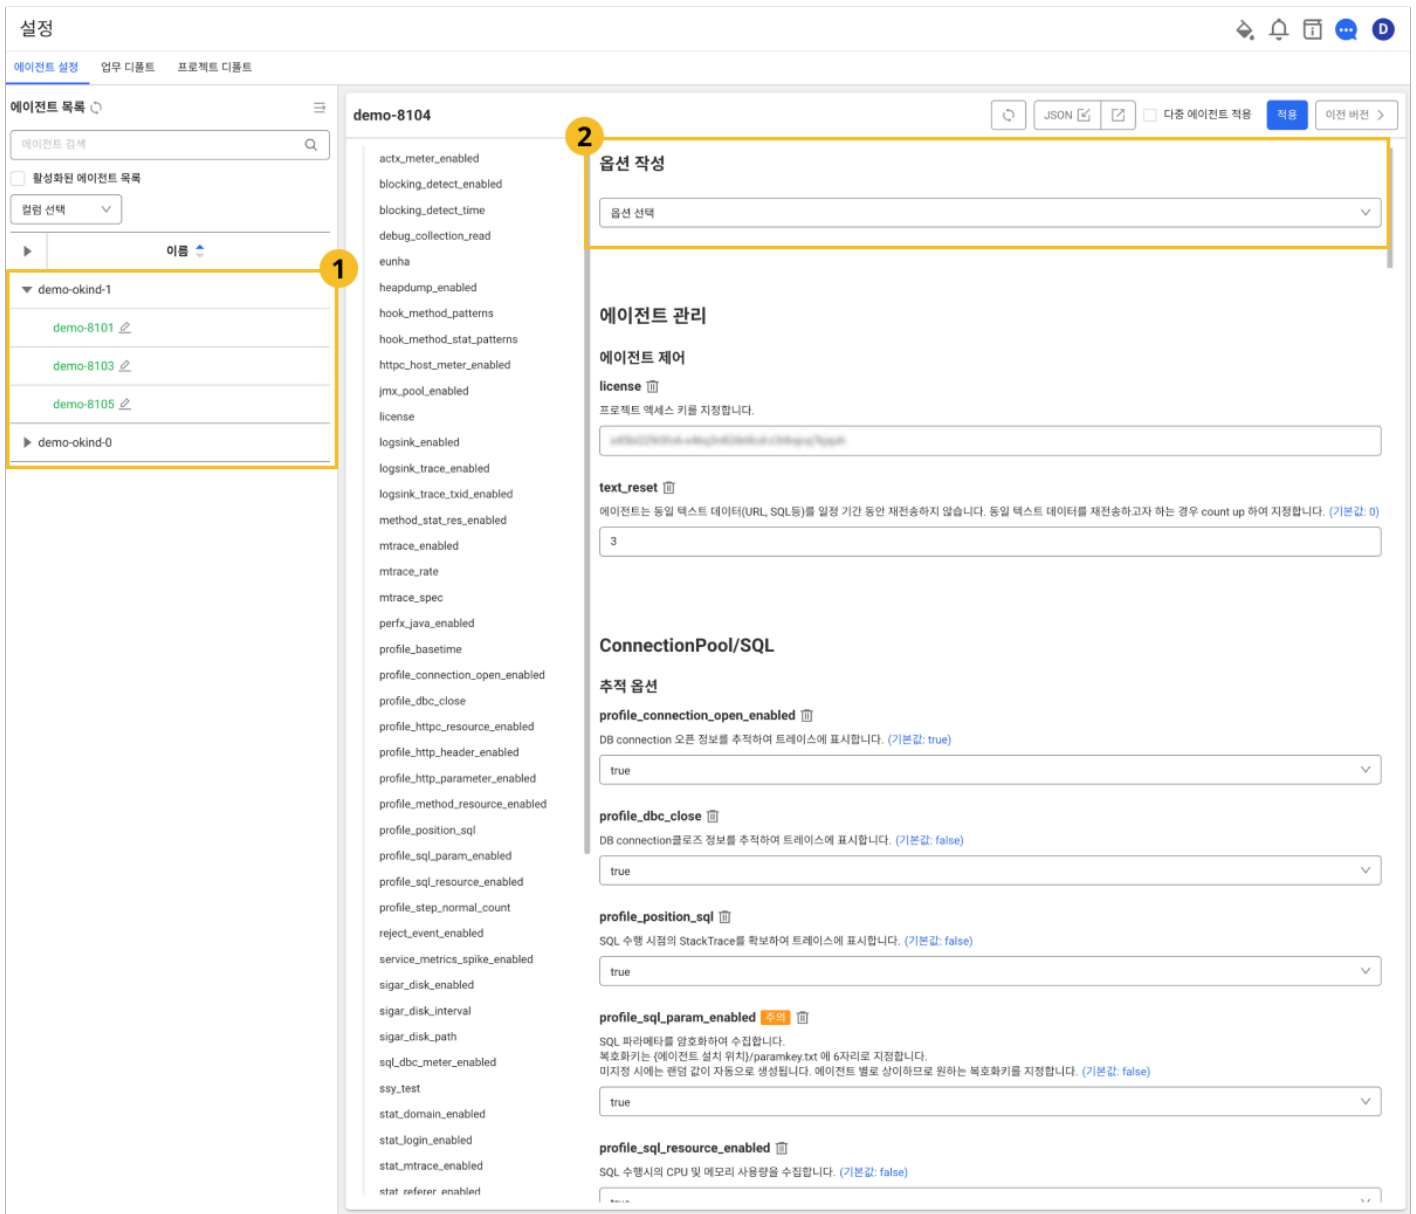 설정
D
에이전트 설정 업무 디폴트 프로젝트 디폴트
에이전트 목록
에이전트 검색
활성화된 에이전트 목록
컬럼 선택
이름
1
demo-okind-1
demo-8101
demo-8103
demo-8105
demo-okind-0
demo-8104
JSON
다중 에이전트 적용
적용
이전 버전
actx_meter_enabled
blocking_detect_enabled
blocking_detect_time
debug_collection_read
eunha
heapdump_enabled
hook_method_patterns
hook_method_stat_patterns
httpc_host_meter_enabled
jmx_pool_enabled
license
logsink_enabled
logsink_trace_enabled
logsink_trace_txid_enabled
method_stat_res_enabled
mtrace_enabled
mtrace_rate
mtrace_spec
perfx_java_enabled
profile_basetime
profile_connection_open_enabled
profile_dbc_close
profile_httpc_resource_enabled
profile_http_header_enabled
profile_http_parameter_enabled
profile_method_resource_enabled
profile_position_sql
profile_sql_param_enabled
profile_sql_resource_enabled
profile_step_normal_count
reject_event_enabled
service_metrics_spike_enabled
sigar_disk_enabled
sigar_disk_interval
sigar_disk_path
sql_dbc_meter_enabled
ssy_test
stat_domain_enabled
stat_login_enabled
stat_mtrace_enabled
stat_referer_enabled
2
옵션 작성
옵션 선택
에이전트 관리
에이전트 제어
license
프로젝트 액세스 키를 지정합니다.
text_reset
에이전트는 동일 텍스트 데이터(URL, SQL등)를 일정 기간 동안 재전송하지 않습니다. 동일 텍스트 데이터를 재전송하고자 하는 경우 count up 하여 지정합니다. (기본값: 0)
3
ConnectionPool/SQL
추적 옵션
profile_connection_open_enabled
DB connection 오픈 정보를 추적하여 트레이스에 표시합니다. (기본값: true)
true
profile_dbc_close
DB connection클로즈 정보를 추적하여 트레이스에 표시합니다. (기본값: false)
true
profile_position_sql
SQL 수행 시점의 StackTrace를 확보하여 트레이스에 표시합니다. (기본값: false)
true
profile_sql_param_enabled 주의
SQL 파라메타를 암호화하여 수집합니다.
복호화키는 {에이전트 설치 위치}/paramkey.txt 에 6자리로 지정합니다.
미지정 시에는 랜덤 값이 자동으로 생성됩니다. 에이전트 별로 상이하므로 원하는 복호화키를 지정합니다. (기본값: false)
true
profile_sql_resource_enabled
SQL 수행시의 CPU 및 메모리 사용량을 수집합니다. (기본값: false)
true